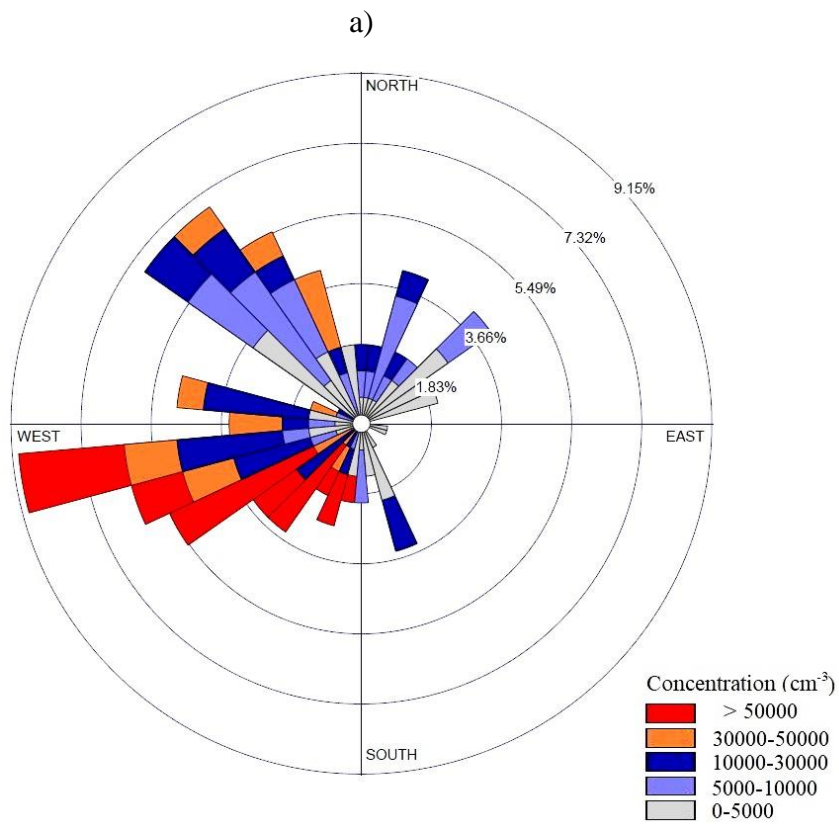 a)
NORTH
9.15%
7.32%
5.49%
3.66%
1.83%
WEST
EAST
SOUTH
Concentration (cm⁻³)
> 50000
30000-50000
10000-30000
5000-10000
0-5000